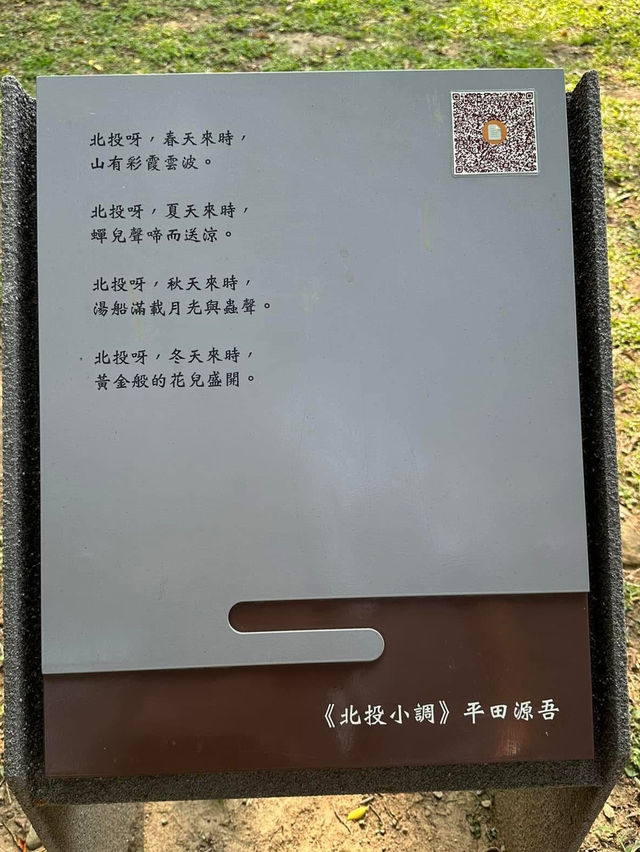 北投呀，春天來時，
山有彩霞雲波。
北投呀，夏天來時，
蟬兒聲啼而送涼。
北投呀，秋天來時，
湯船滿載月光與蟲聲。
北投呀，冬天來時，
黃金般的花兒盛開。
《北投小調》平田源吾